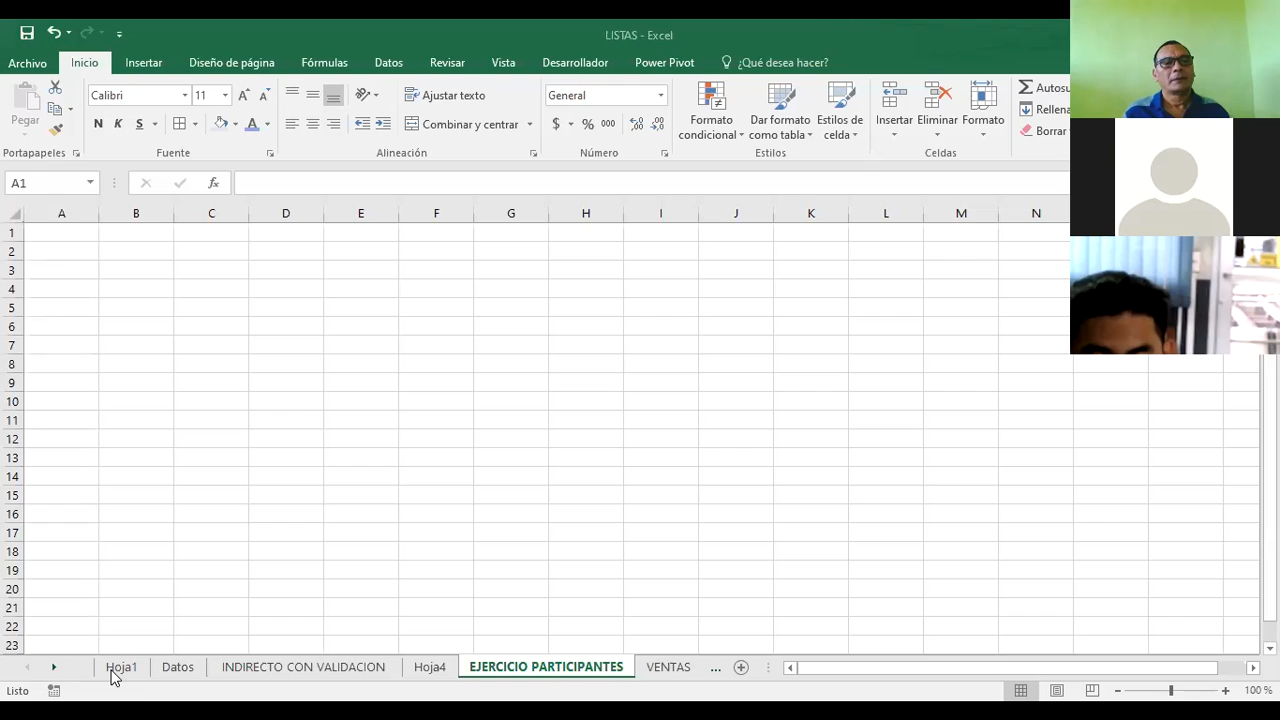 LISTAS - Excel
Archivo Inicio Insertar Diseño de página Fórmulas Datos Revisar Vista Desarrollador Power Pivot ¿Qué desea hacer?
Calibri 11 Ajustar texto General Autosu
Pegar N K S Combinar y centrar $ % 000 Formato condicional Dar formato como tabla Estilos de celda Insertar Eliminar Formato Rellena
Borrar
Portapapeles Fuente Alineación Número Estilos Celdas
A1 fx
A B C D E F G H I J K L M N
1
2
3
4
5
6
7
8
9
10
11
12
13
14
15
16
17
18
19
20
21
22
23
Hoja1 Datos INDIRECTO CON VALIDACION Hoja4 EJERCICIO PARTICIPANTES VENTAS ...
Listo 100 %